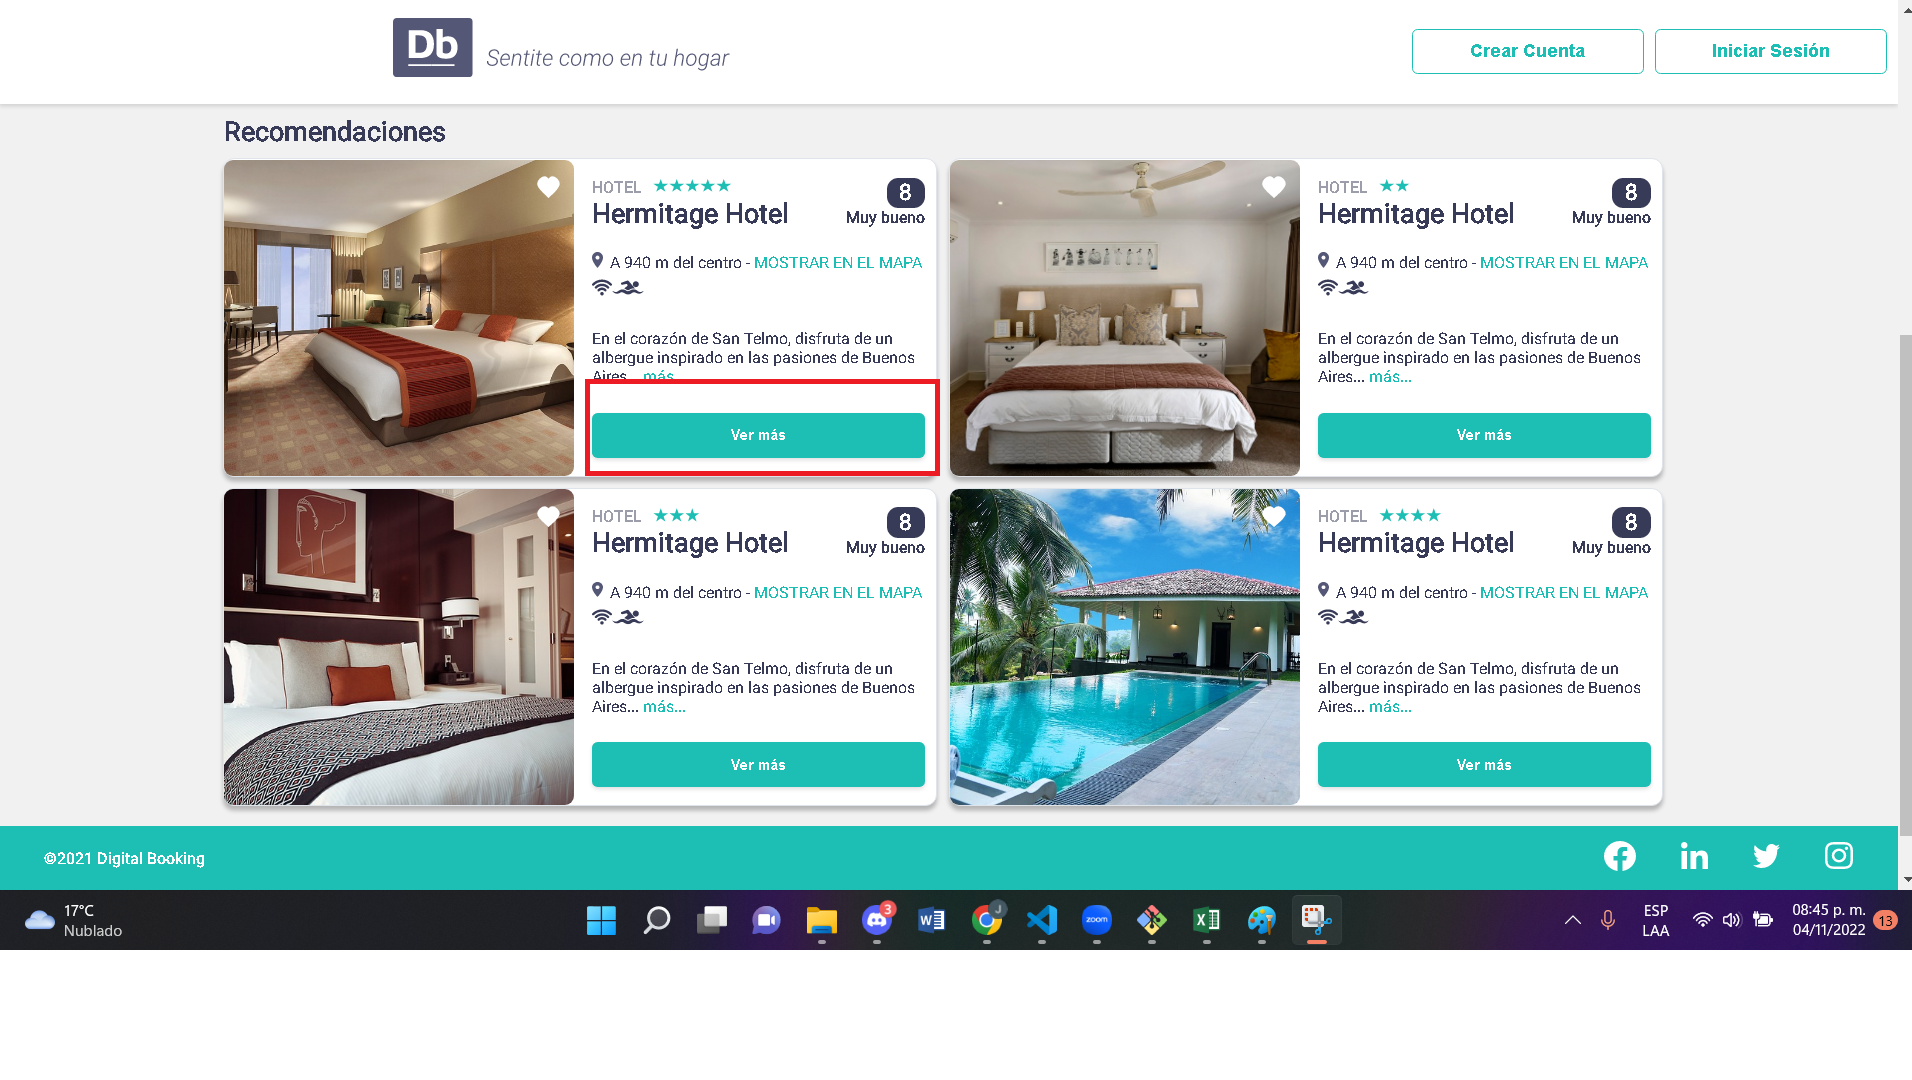 Db
Sentite como en tu hogar
Crear Cuenta
Iniciar Sesión
Recomendaciones
HOTEL
8
Hermitage Hotel
Muy bueno
A 940 m del centro - MOSTRAR EN EL MAPA
En el corazón de San Telmo, disfruta de un
albergue inspirado en las pasiones de Buenos
Aires... más...
Ver más
HOTEL
8
Hermitage Hotel
Muy bueno
A 940 m del centro - MOSTRAR EN EL MAPA
En el corazón de San Telmo, disfruta de un
albergue inspirado en las pasiones de Buenos
Aires... más...
Ver más
HOTEL
8
Hermitage Hotel
Muy bueno
A 940 m del centro - MOSTRAR EN EL MAPA
En el corazón de San Telmo, disfruta de un
albergue inspirado en las pasiones de Buenos
Aires... más...
Ver más
HOTEL
8
Hermitage Hotel
Muy bueno
A 940 m del centro - MOSTRAR EN EL MAPA
En el corazón de San Telmo, disfruta de un
albergue inspirado en las pasiones de Buenos
Aires... más...
Ver más
©2021 Digital Booking
17°C
Nublado
3
J
zoom
ESP
LAA
08:45 p. m.
04/11/2022
13